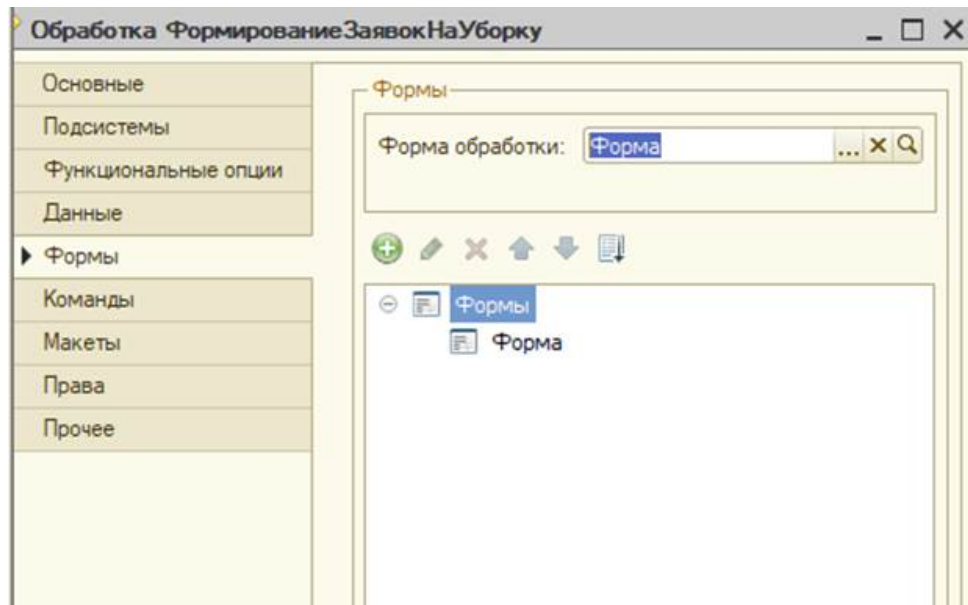 Обработка ФормированиеЗаявокНаУборку
Основные
Подсистемы
Функциональные опции
Данные
Формы
Команды
Макеты
Права
Прочее
Формы
Форма обработки: Форма ...
Формы
Форма